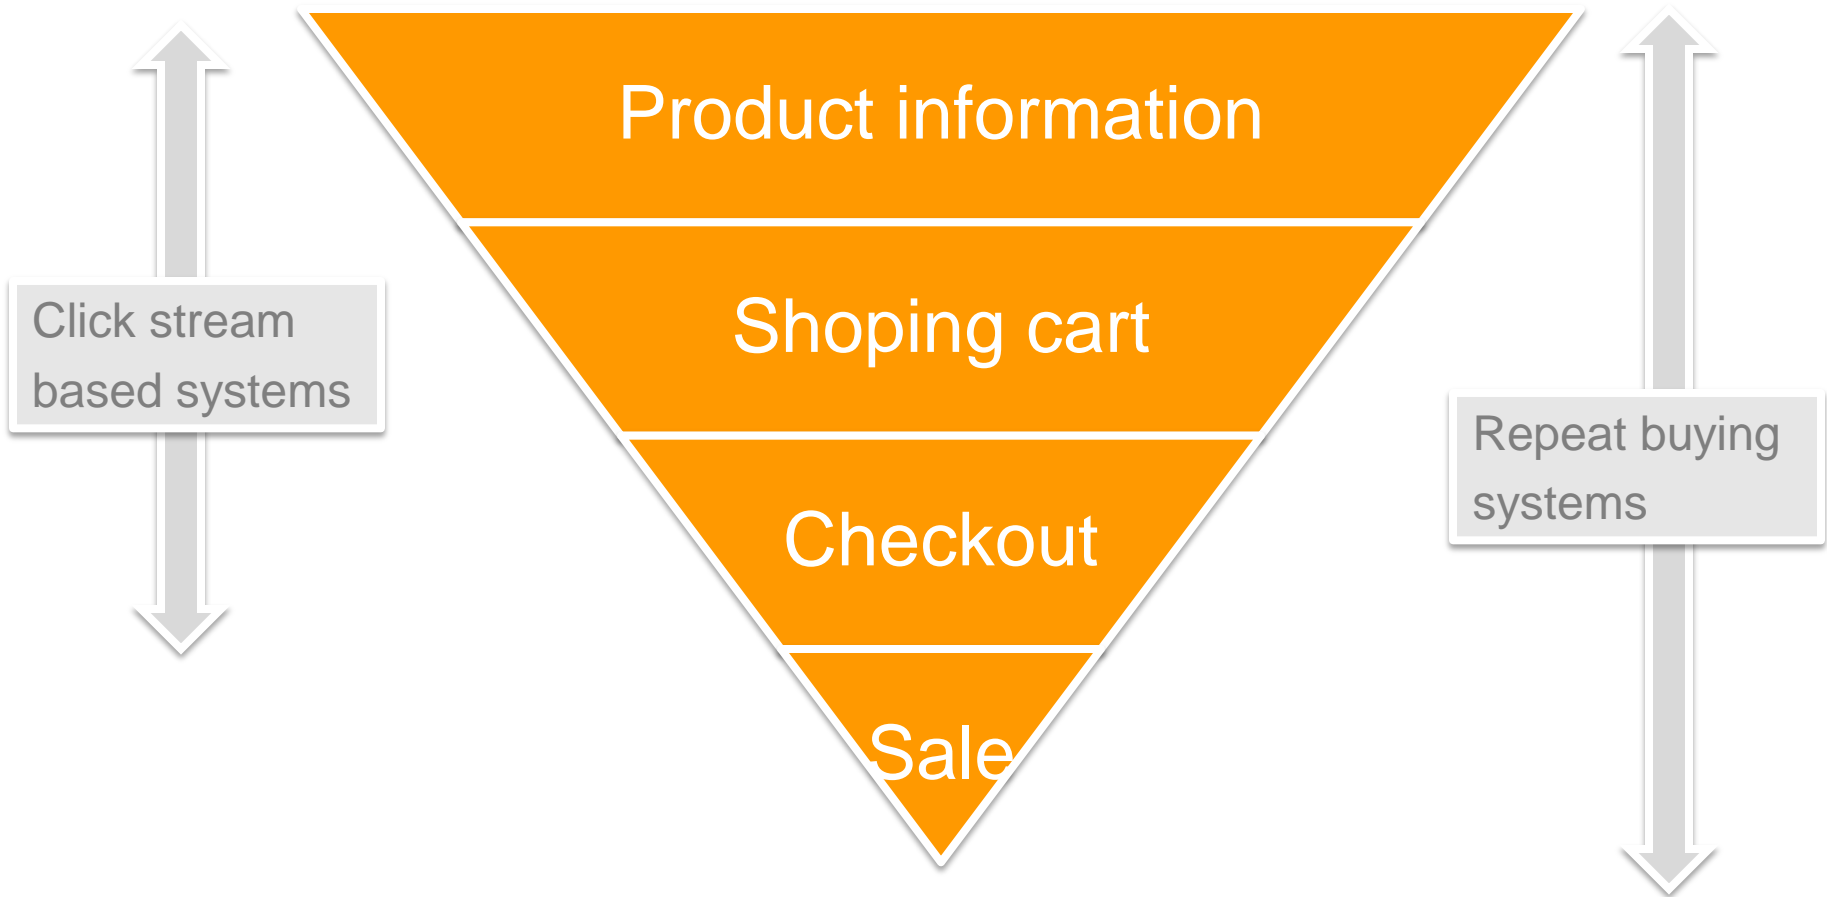 Product information
Click stream
based systems
Shoping cart
Repeat buying
systems
Checkout
Sale